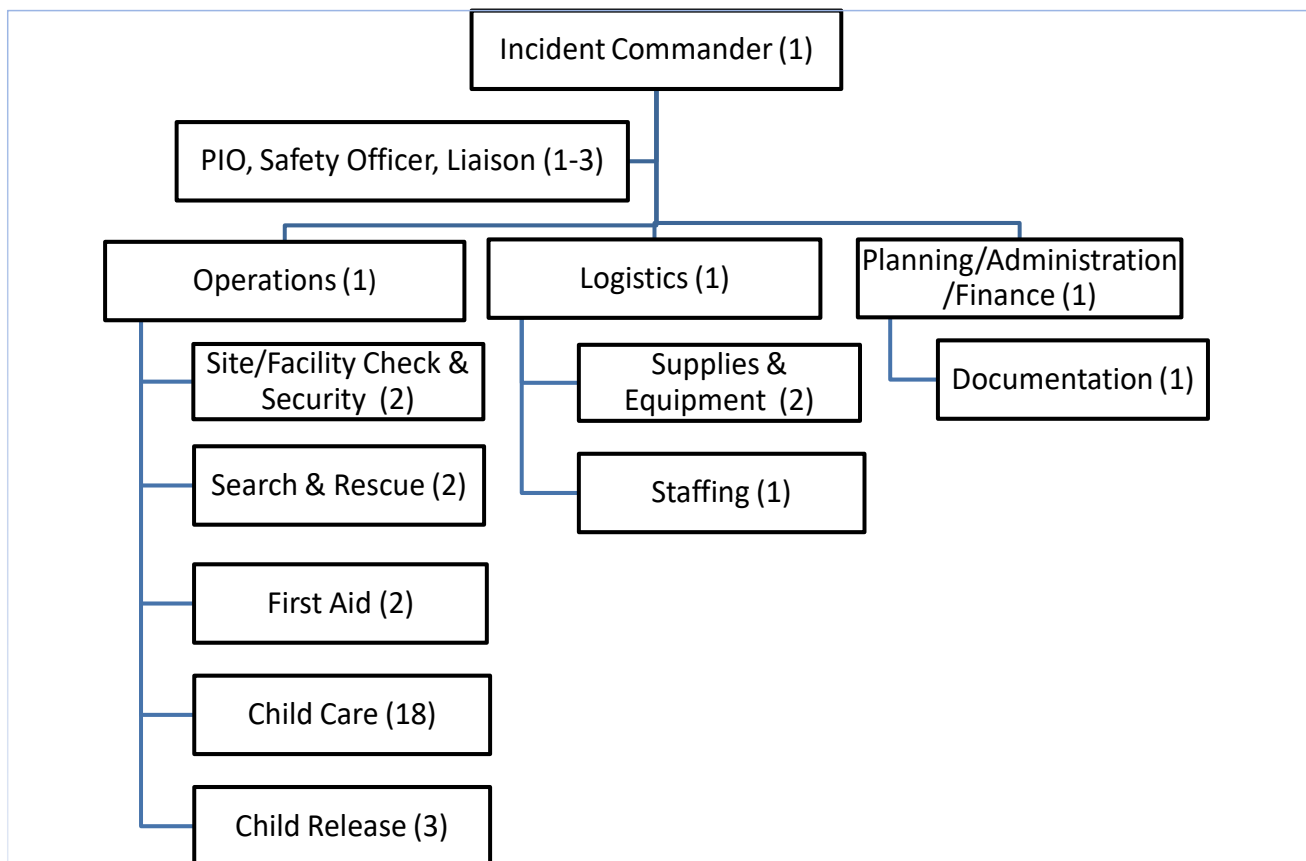 Incident Commander (1)
PIO, Safety Officer, Liaison (1-3)
Operations (1)
Site/Facility Check &
Security (2)
Search & Rescue (2)
First Aid (2)
Child Care (18)
Child Release (3)
Logistics (1)
Supplies &
Equipment (2)
Staffing (1)
Planning/Administration
/Finance (1)
Documentation (1)